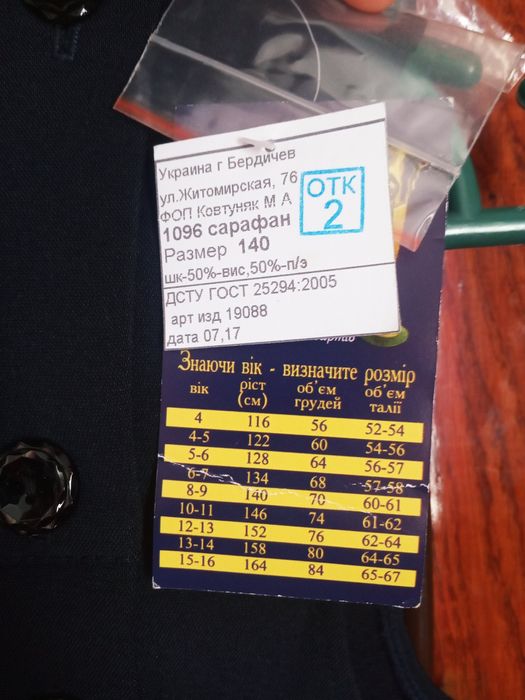 Украина г Бердичев
ул.Житомирская, 76
ФОП Ковтуняк М А
ОТК
2
1096 сарафан
Размер 140
шк-50%-вис,50%-п/э
ДСТУ ГОСТ 25294:2005
арт изд 19088
дата 07,17
Знаючи вік - визначите розмір
вік ріст (см) об'єм грудей об'єм талії
4 116 56 52-54
4-5 122 60 54-56
5-6 128 64 56-57
6-7 134 68 57-58
8-9 140 70 60-61
10-11 146 74 61-62
12-13 152 76 62-64
13-14 158 80 64-65
15-16 164 84 65-67